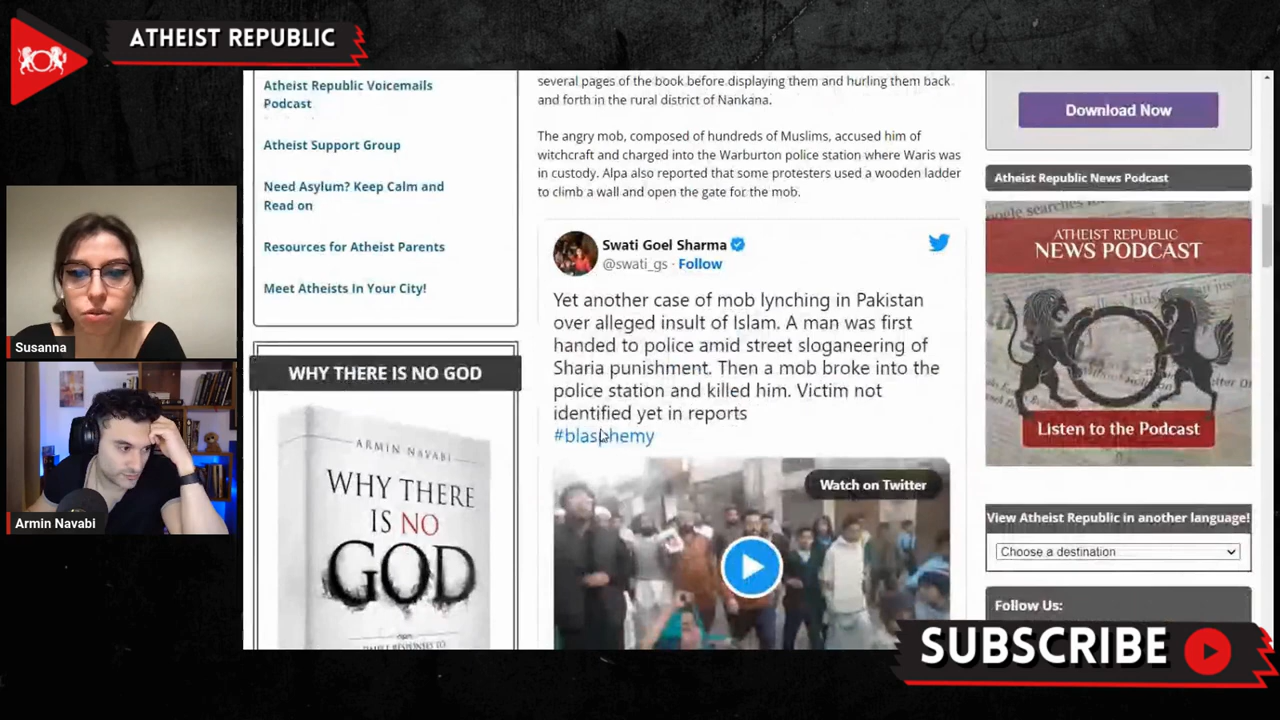 ATHEIST REPUBLIC
Susanna
Armin Navabi
Atheist Republic Voicemails
Podcast
Atheist Support Group
Need Asylum? Keep Calm and
Read on
Resources for Atheist Parents
Meet Atheists In Your City!
WHY THERE IS NO GOD
ARMIN NAVABI
WHY THERE
IS NO
GOD
several pages of the book before displaying them and hurling them back
and forth in the rural district of Nankana.
The angry mob, composed of hundreds of Muslims, accused him of
witchcraft and charged into the Warburton police station where Waris was
in custody. Alpa also reported that some protesters used a wooden ladder
to climb a wall and open the gate for the mob.
Swati Goel Sharma
@swati_gs · Follow
Yet another case of mob lynching in Pakistan
over alleged insult of Islam. A man was first
handed to police amid street sloganeering of
Sharia punishment. Then a mob broke into the
police station and killed him. Victim not
identified yet in reports
#blasphemy
Watch on Twitter
Download Now
Atheist Republic News Podcast
ATHEIST REPUBLIC
NEWS PODCAST
Listen to the Podcast
View Atheist Republic in another language!
Choose a destination
Follow Us:
SUBSCRIBE